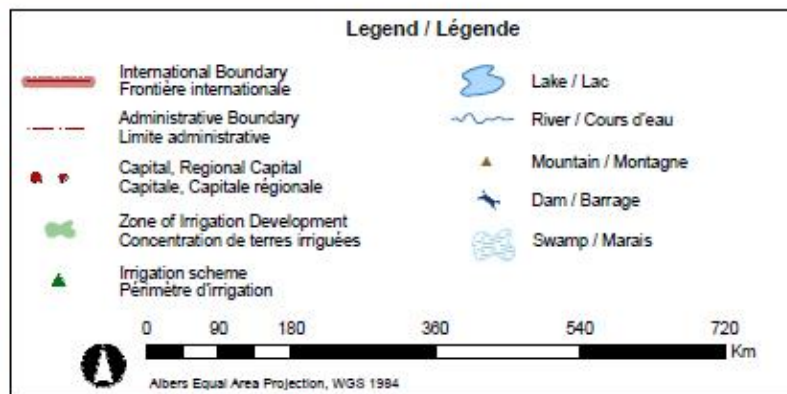 Legend / Légende
International Boundary
Frontière internationale
Administrative Boundary
Limite administrative
Capital, Regional Capital
Capitale, Capitale régionale
Zone of Irrigation Development
Concentration de terres irriguées
Irrigation scheme
Périmètre d'irrigation
Lake / Lac
River / Cours d'eau
Mountain / Montagne
Dam / Barrage
Swamp / Marais
0 90 180 360 540 720
Km
Albers Equal Area Projection, WGS 1984